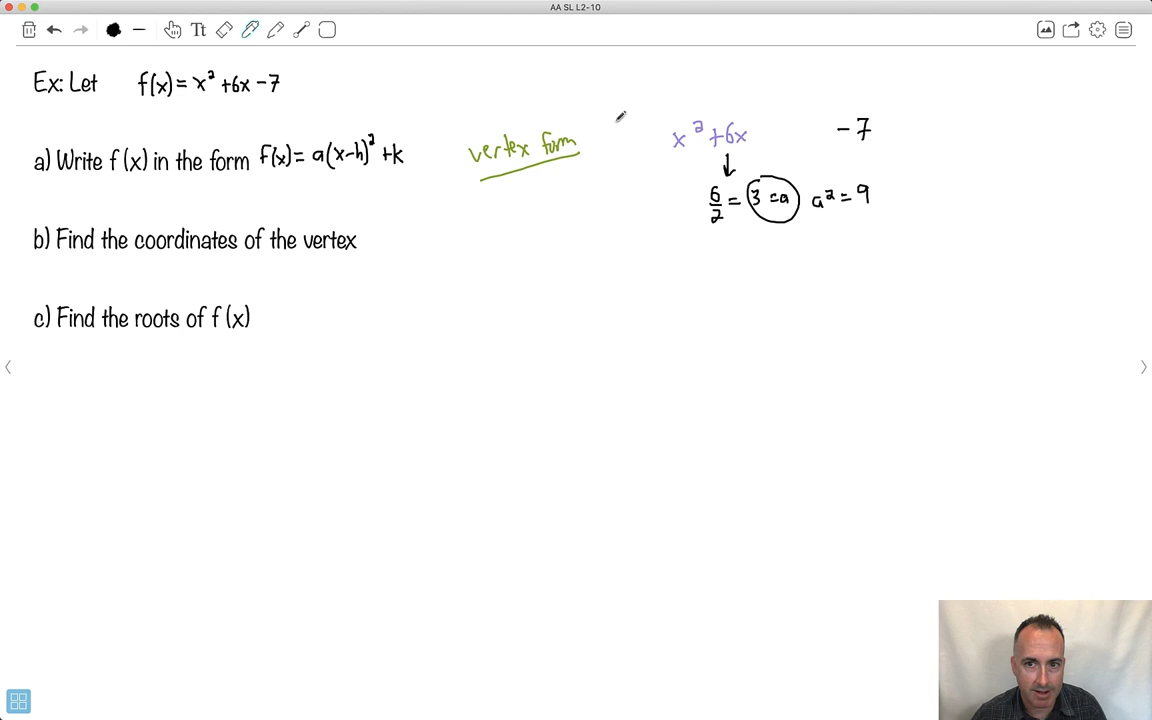 AA SL L2-10
Tt
Ex: Let f(x) = x² + 6x - 7
a) Write f(x) in the form f(x) = a(x-h)² + k
vertex form
x² + 6x - 7
↓
6/2 = 3 = a a² = 9
b) Find the coordinates of the vertex
c) Find the roots of f(x)